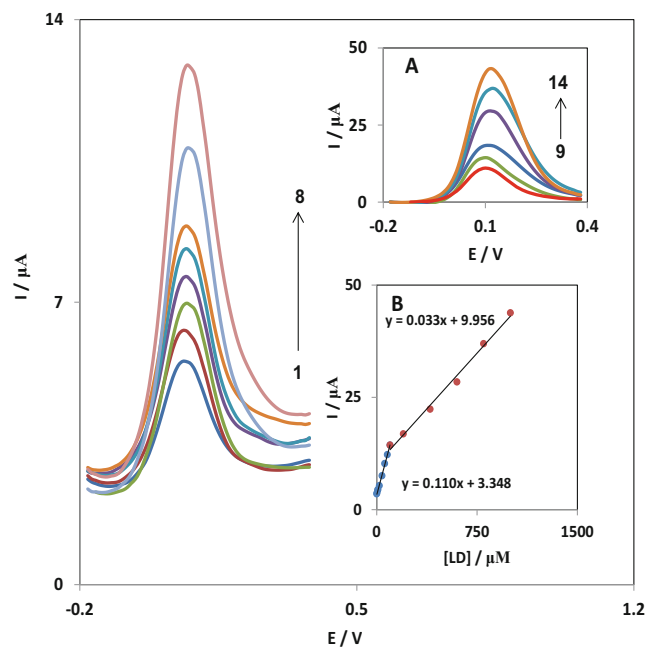 14
7
0
I / µA
-0.2
0.5
1.2
E / V
8
1
A
50
25
0
I / µA
14
9
-0.2
0.1
0.4
E / V
B
50
25
0
I / µA
y = 0.033x + 9.956
y = 0.110x + 3.348
0
750
1500
[LD] / µM